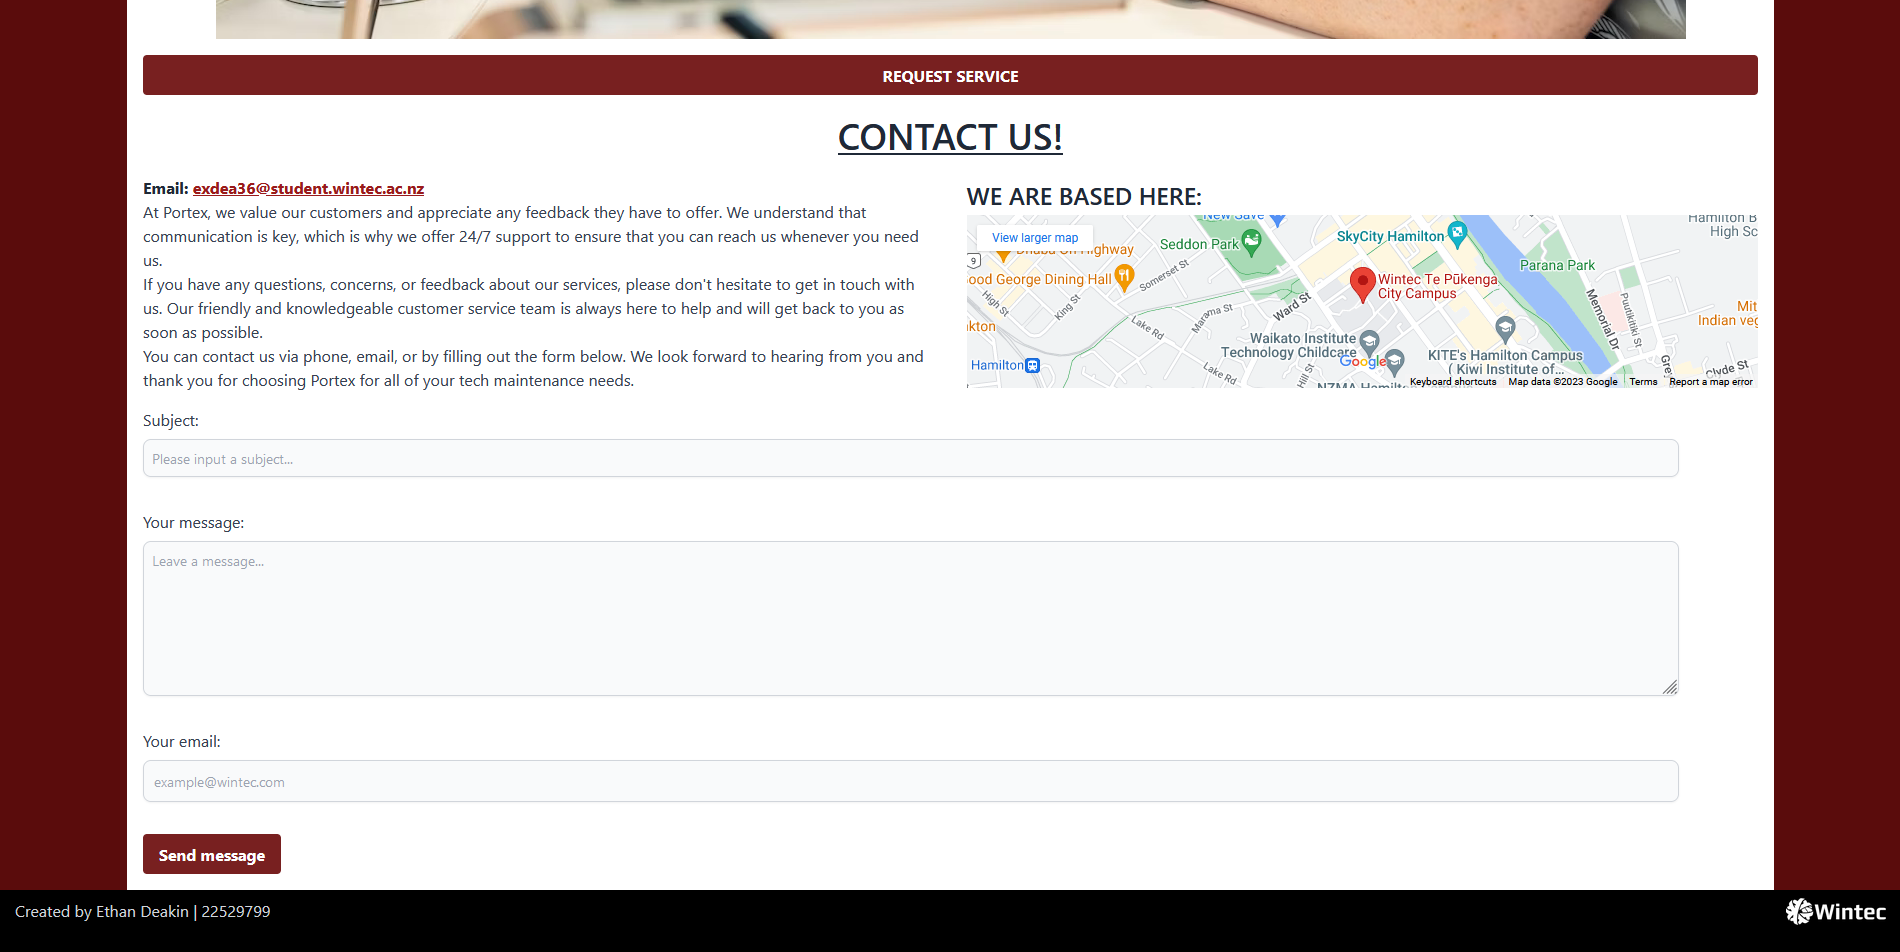 REQUEST SERVICE
CONTACT US!
Email: exdea36@student.wintec.ac.nz
At Portex, we value our customers and appreciate any feedback they have to offer. We understand that
communication is key, which is why we offer 24/7 support to ensure that you can reach us whenever you need
us.
If you have any questions, concerns, or feedback about our services, please don't hesitate to get in touch with
us. Our friendly and knowledgeable customer service team is always here to help and will get back to you as
soon as possible.
You can contact us via phone, email, or by filling out the form below. We look forward to hearing from you and
thank you for choosing Portex for all of your tech maintenance needs.
WE ARE BASED HERE:
New Save
Hamilton B
High Sc
View larger map
Highway
9
Seddon Park
SkyCity Hamilton
Parana Park
ood George Dining Hall
Somerset St
Wintec Te Pūkenga
City Campus
High St
King St
Ward St
Marama St
Lake Rd
Memorial Dr
Puutikitiki St
Mit
Indian veg
kton
Waikato Institute
Technology Childcare
KITE's Hamilton Campus
( Kiwi Institute of...
Hamilton
Google
Lake Rd
Hill St
NZMA Hamilt
Grey
Clyde St
Keyboard shortcuts
Map data ©2023 Google
Terms
Report a map error
Subject:
Please input a subject...
Your message:
Leave a message...
Your email:
example@wintec.com
Send message
Created by Ethan Deakin | 22529799
Wintec